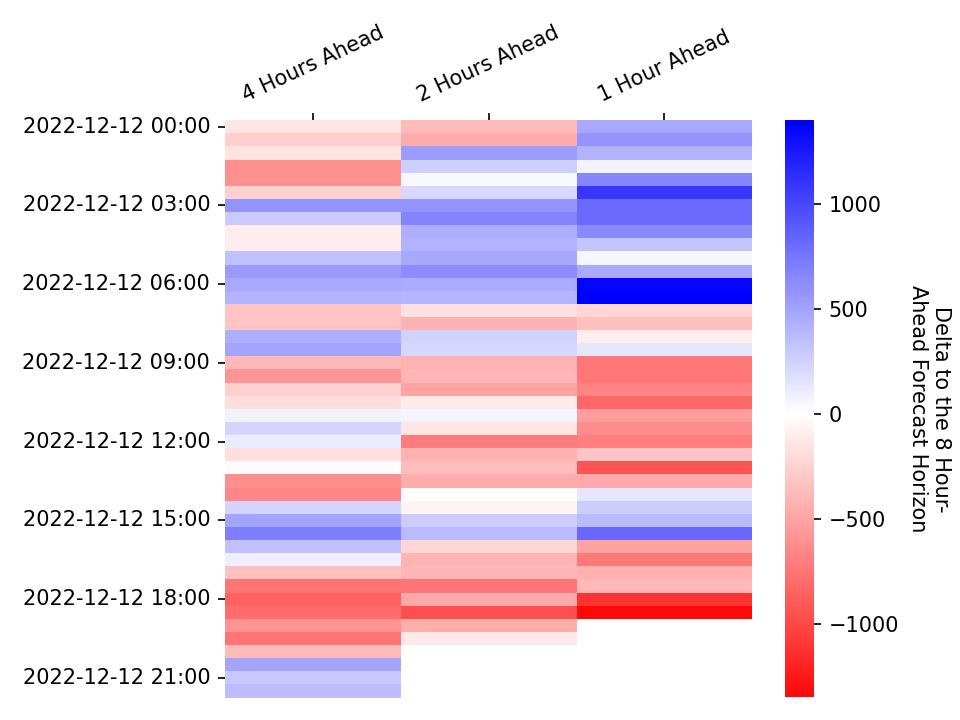 4 Hours Ahead
2 Hours Ahead
1 Hour Ahead
2022-12-12 00:00
2022-12-12 03:00
2022-12-12 06:00
2022-12-12 09:00
2022-12-12 12:00
2022-12-12 15:00
2022-12-12 18:00
2022-12-12 21:00
1000
500
0
−500
−1000
Delta to the 8 Hour-
Ahead Forecast Horizon